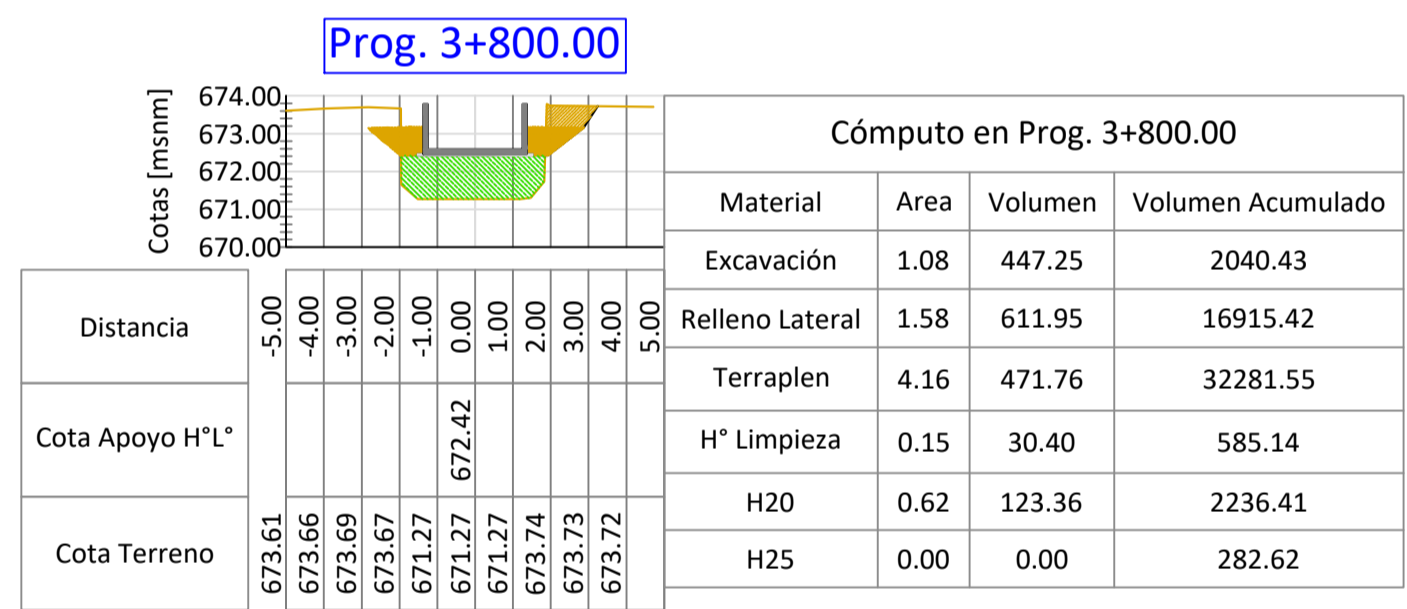 Prog. 3+800.00
Cotas [msnm]
674.00
673.00
672.00
671.00
670.00
Distancia -5.00 -4.00 -3.00 -2.00 -1.00 0.00 1.00 2.00 3.00 4.00 5.00
Cota Apoyo H°L° 672.42
Cota Terreno 673.61 673.66 673.69 673.67 671.27 671.27 671.27 673.74 673.73 673.72
Cómputo en Prog. 3+800.00
Material Area Volumen Volumen Acumulado
Excavación 1.08 447.25 2040.43
Relleno Lateral 1.58 611.95 16915.42
Terraplen 4.16 471.76 32281.55
H° Limpieza 0.15 30.40 585.14
H20 0.62 123.36 2236.41
H25 0.00 0.00 282.62